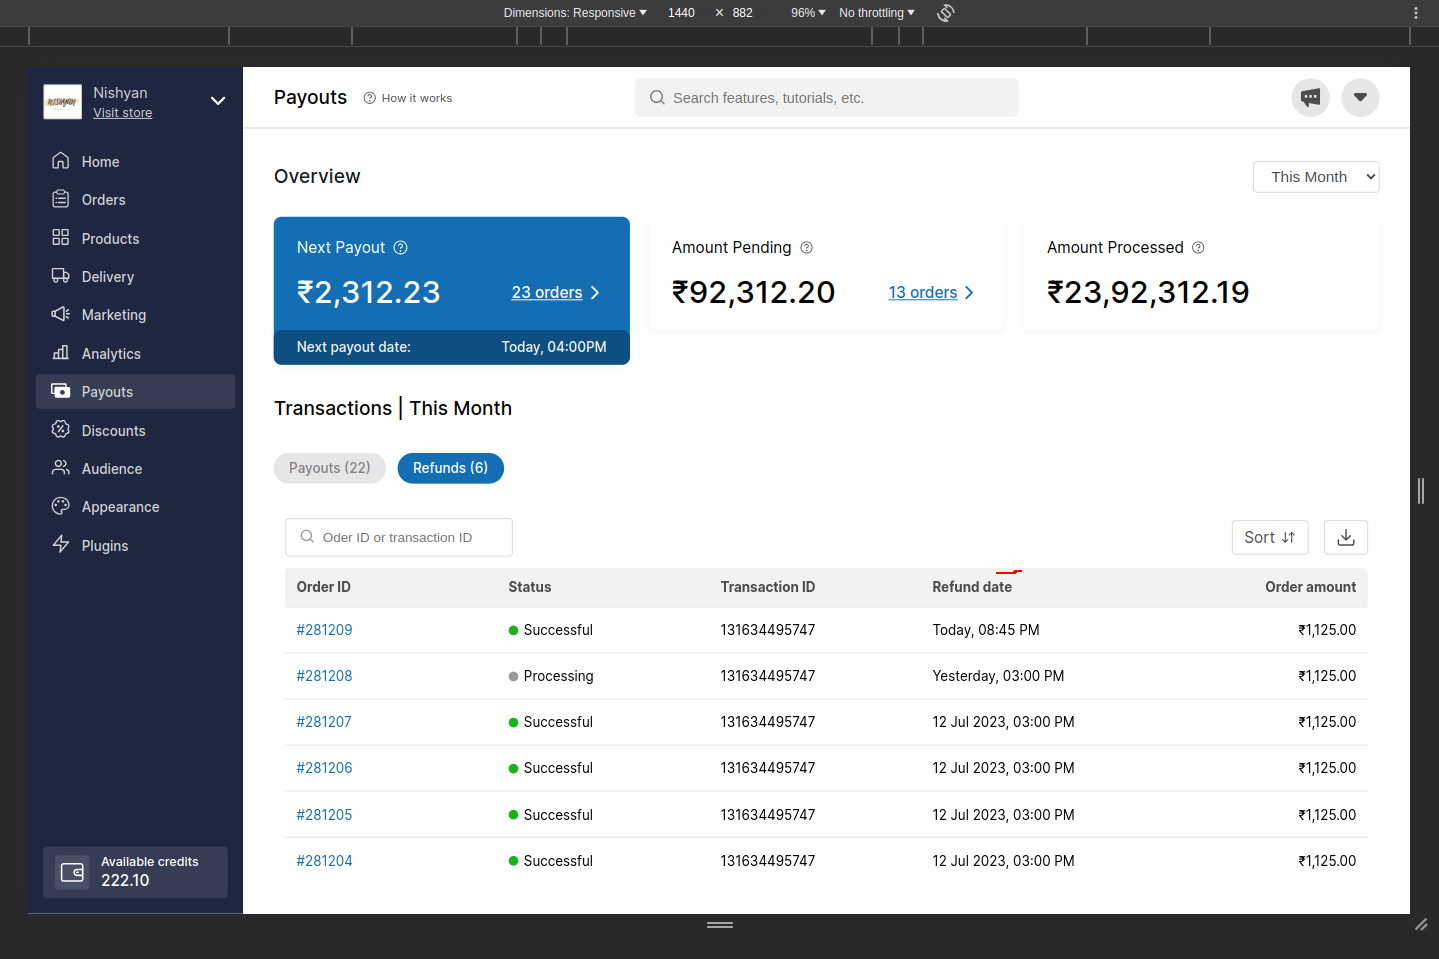 Dimensions: Responsive 1440 × 882 96% No throttling
Nishyan
Visit store
Home
Orders
Products
Delivery
Marketing
Analytics
Payouts
Discounts
Audience
Appearance
Plugins
Available credits
222.10
Payouts How it works Search features, tutorials, etc.
Overview This Month
Next Payout
₹2,312.23 23 orders
Next payout date: Today, 04:00PM
Amount Pending
₹92,312.20 13 orders
Amount Processed
₹23,92,312.19
Transactions | This Month
Payouts (22) Refunds (6)
Oder ID or transaction ID Sort
Order ID Status Transaction ID Refund date Order amount
#281209 Successful 131634495747 Today, 08:45 PM ₹1,125.00
#281208 Processing 131634495747 Yesterday, 03:00 PM ₹1,125.00
#281207 Successful 131634495747 12 Jul 2023, 03:00 PM ₹1,125.00
#281206 Successful 131634495747 12 Jul 2023, 03:00 PM ₹1,125.00
#281205 Successful 131634495747 12 Jul 2023, 03:00 PM ₹1,125.00
#281204 Successful 131634495747 12 Jul 2023, 03:00 PM ₹1,125.00